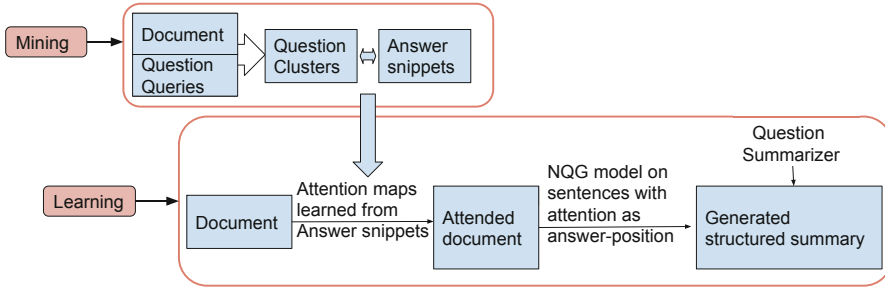 Mining
Document
Question
Queries
Question
Clusters
Answer
snippets
Learning
Document
Attention maps
learned from
Answer snippets
Attended
document
NQG model on
sentences with
attention as
answer-position
Question
Summarizer
Generated
structured summary